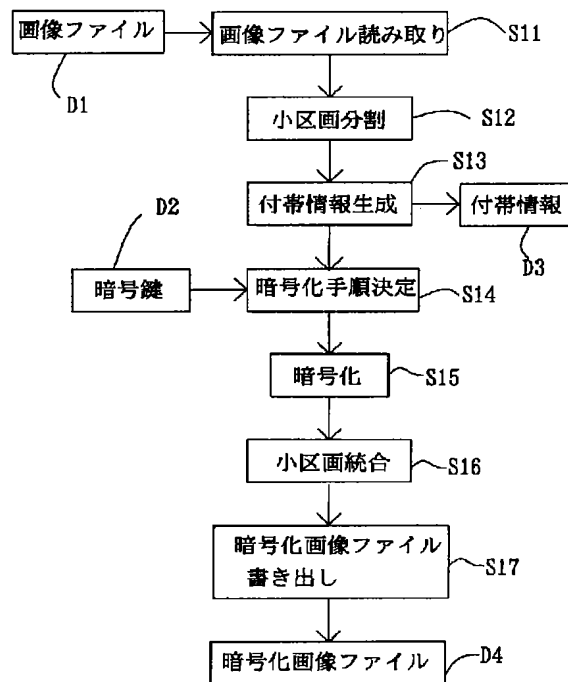 画像ファイル
画像ファイル読み取り
S11
D1
小区画分割
S12
S13
付帯情報生成
付帯情報
D2
D3
暗号鍵
暗号化手順決定
S14
暗号化
S15
小区画統合
S16
暗号化画像ファイル
書き出し
S17
暗号化画像ファイル
D4